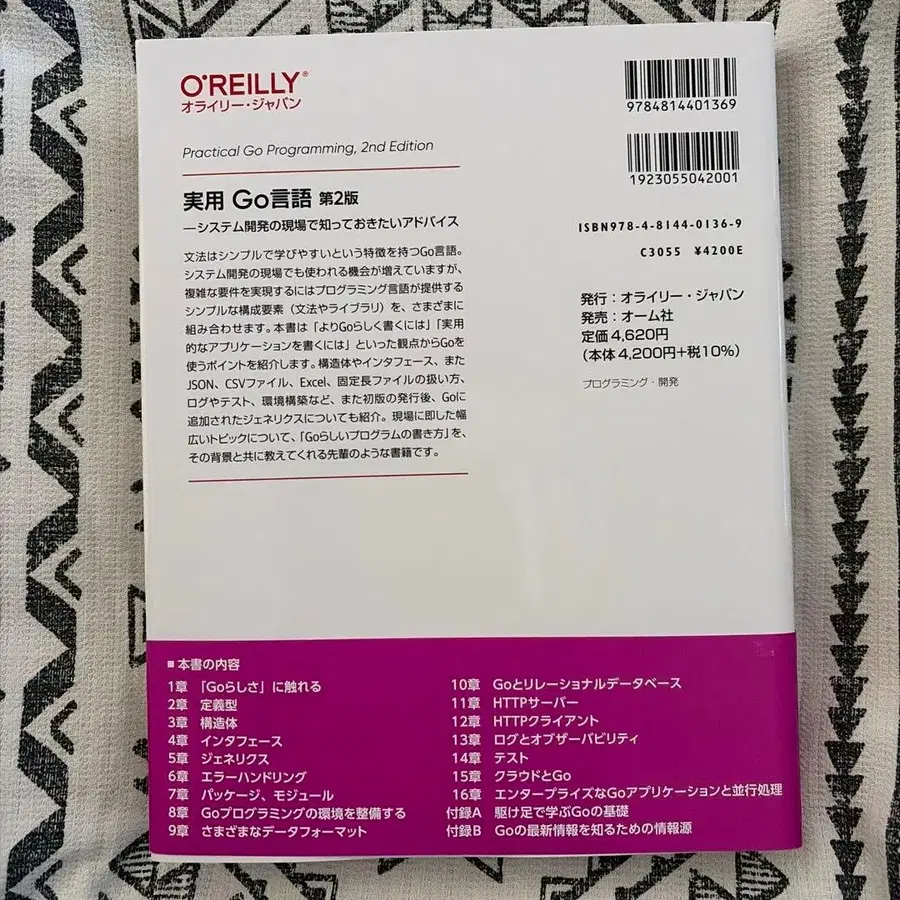 O'REILLY®
オライリー・ジャパン
Practical Go Programming, 2nd Edition
実用 Go言語 第2版
―システム開発の現場で知っておきたいアドバイス
文法はシンプルで学びやすいという特徴を持つGo言語。
システム開発の現場でも使われる機会が増えていますが、
複雑な要件を実現するにはプログラミング言語が提供する
シンプルな構成要素（文法やライブラリ）を、さまざまに
組み合わせます。本書は「よりGoらしく書くには」「実用
的なアプリケーションを書くには」といった観点からGoを
使うポイントを紹介します。構造体やインタフェース、また
JSON、CSVファイル、Excel、固定長ファイルの扱い方、
ログやテスト、環境構築など、また初版の発行後、Goに
追加されたジェネリクスについても紹介。現場に即した幅
広いトピックについて、「Goらしいプログラムの書き方」を、
その背景と共に教えてくれる先輩のような書籍です。
9784814401369
1923055042001
ISBN978-4-8144-0136-9
C3055 ¥4200E
発行：オライリー・ジャパン
発売：オーム社
定価4,620円
（本体4,200円+税10%）
プログラミング・開発
■ 本書の内容
1章 「Goらしさ」に触れる
2章 定義型
3章 構造体
4章 インタフェース
5章 ジェネリクス
6章 エラーハンドリング
7章 パッケージ、モジュール
8章 Goプログラミングの環境を整備する
9章 さまざまなデータフォーマット
10章 Goとリレーショナルデータベース
11章 HTTPサーバー
12章 HTTPクライアント
13章 ログとオブザーバビリティ
14章 テスト
15章 クラウドとGo
16章 エンタープライズなGoアプリケーションと並行処理
付録A 駆け足で学ぶGoの基礎
付録B Goの最新情報を知るための情報源